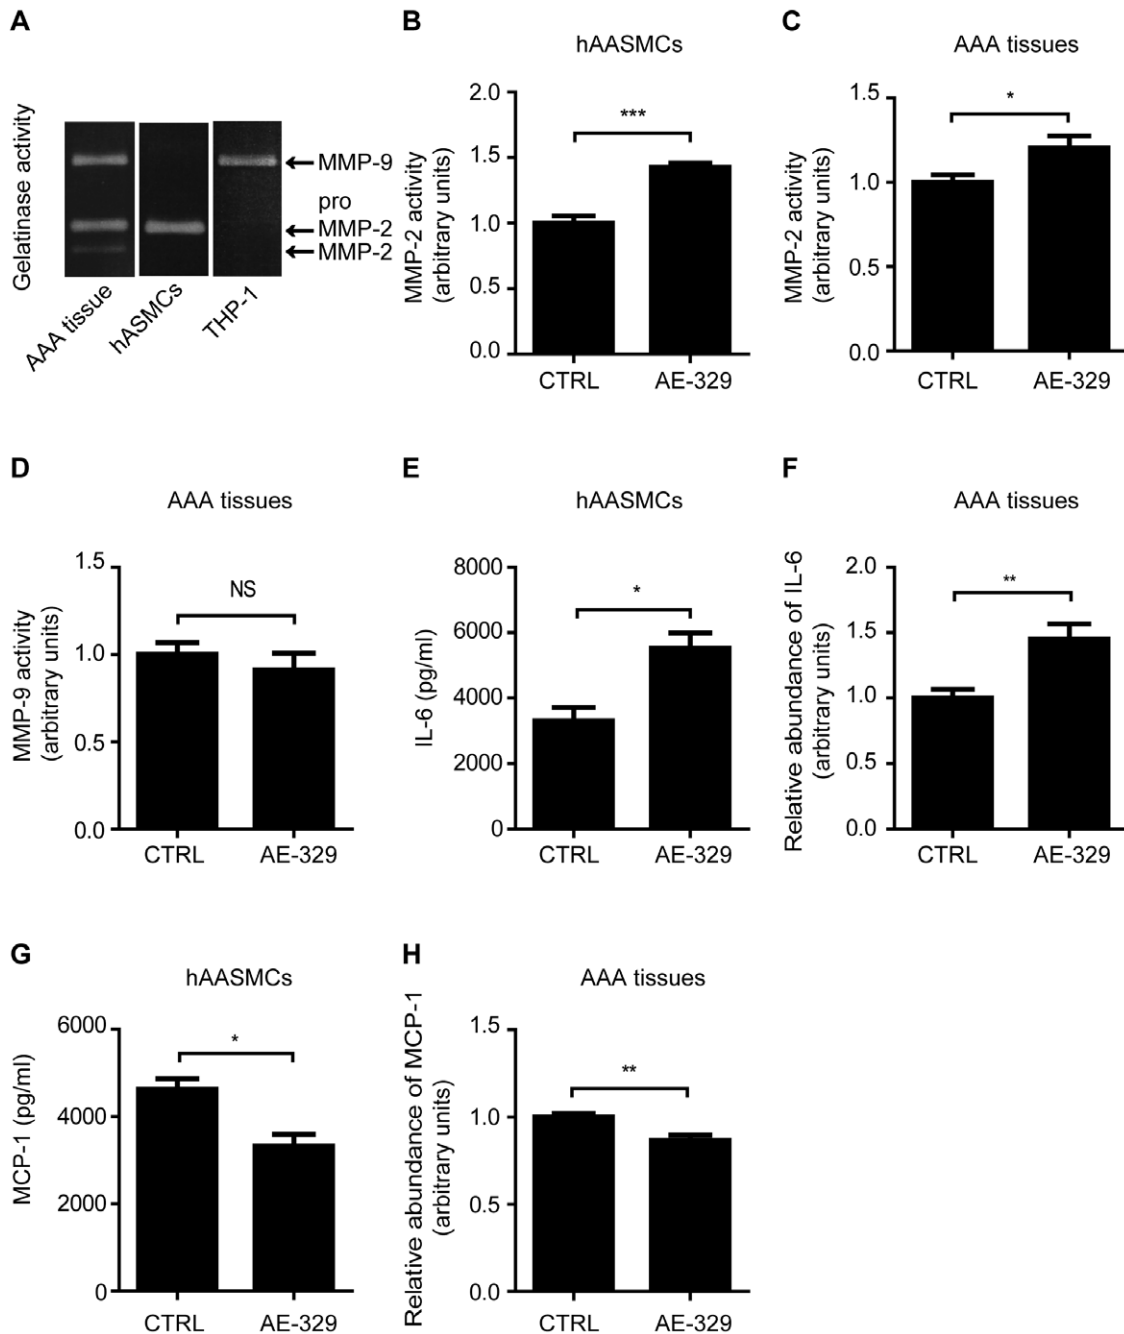 A
Gelatinase activity
MMP-9
pro
MMP-2
MMP-2
AAA tissue
hASMCs
THP-1
B
hAASMCs
MMP-2 activity
(arbitrary units)
2.0
1.5
1.0
0.5
0.0
***
CTRL
AE-329
C
AAA tissues
MMP-2 activity
(arbitrary units)
1.5
1.0
0.5
0.0
*
CTRL
AE-329
D
AAA tissues
MMP-9 activity
(arbitrary units)
1.5
1.0
0.5
0.0
NS
CTRL
AE-329
E
hAASMCs
IL-6 (pg/ml)
8000
6000
4000
2000
0
*
CTRL
AE-329
F
AAA tissues
Relative abundance of IL-6
(arbitrary units)
2.0
1.5
1.0
0.5
0.0
**
CTRL
AE-329
G
hAASMCs
MCP-1 (pg/ml)
6000
4000
2000
0
*
CTRL
AE-329
H
AAA tissues
Relative abundance of MCP-1
(arbitrary units)
1.5
1.0
0.5
0.0
**
CTRL
AE-329